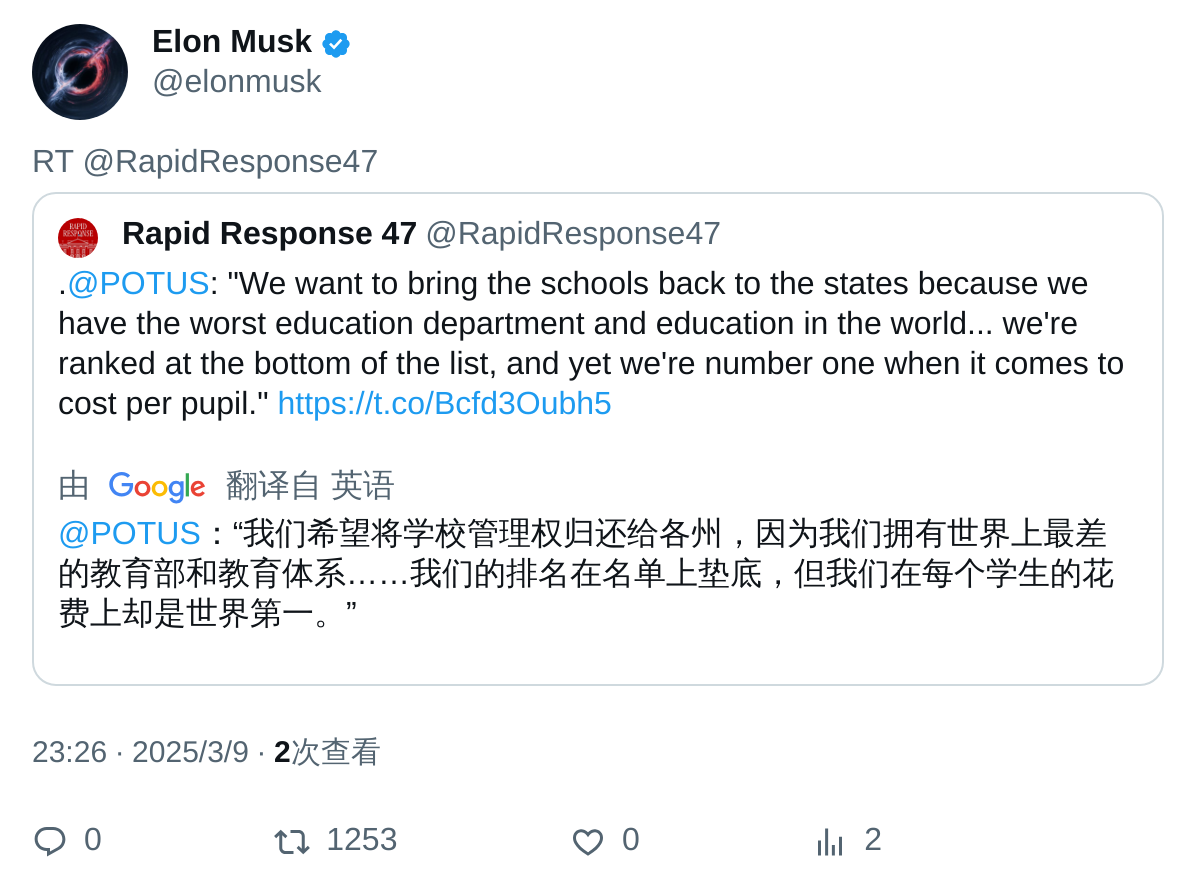 Elon Musk
@elonmusk
RT @RapidResponse47
RAPID
RESPONSE
Rapid Response 47 @RapidResponse47
.@POTUS: "We want to bring the schools back to the states because we
have the worst education department and education in the world... we're
ranked at the bottom of the list, and yet we're number one when it comes to
cost per pupil." https://t.co/Bcfd3Oubh5
由 Google 翻译自 英语
@POTUS：“我们希望将学校管理权归还给各州，因为我们拥有世界上最差
的教育部和教育体系……我们的排名在名单上垫底，但我们在每个学生的花
费上却是世界第一。”
23:26 · 2025/3/9 · 2次查看
0 1253 0 2